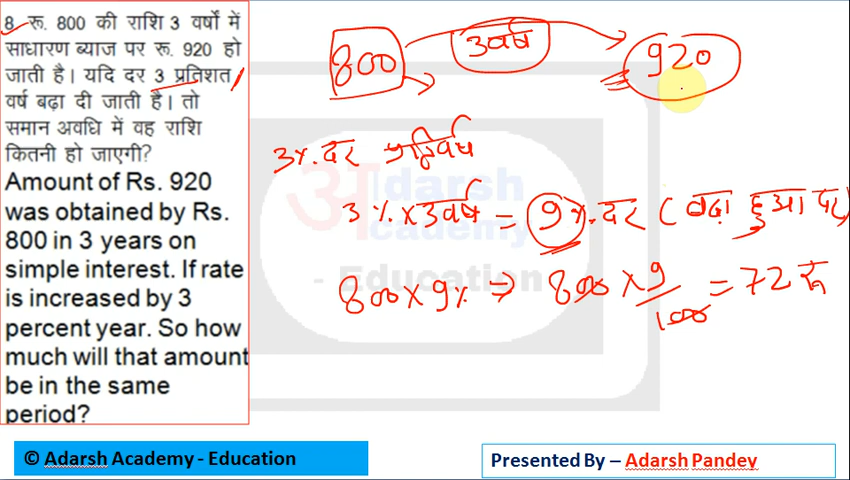 8 रू. 800 की राशि 3 वर्षो में
साधारण ब्याज पर रू. 920 हो
जाती है। यदि दर 3 प्रतिशत
वर्ष बढ़ा दी जाती है। तो
समान अवधि में वह राशि
कितनी हो जाएगी?
Amount of Rs. 920
was obtained by Rs.
800 in 3 years on
simple interest. If rate
is increased by 3
percent year. So how
much will that amount
be in the same
period?
800 3वर्ष 920
3%. दर प्रतिवर्ष
3 % × 3वर्ष = 9 %. दर ( बढ़ा हुआ दर)
800 × 9% ⇒ 800 × 9/100 = 72 रु
अ
adarsh
Academy
- Education
© Adarsh Academy - Education
Presented By – Adarsh Pandey